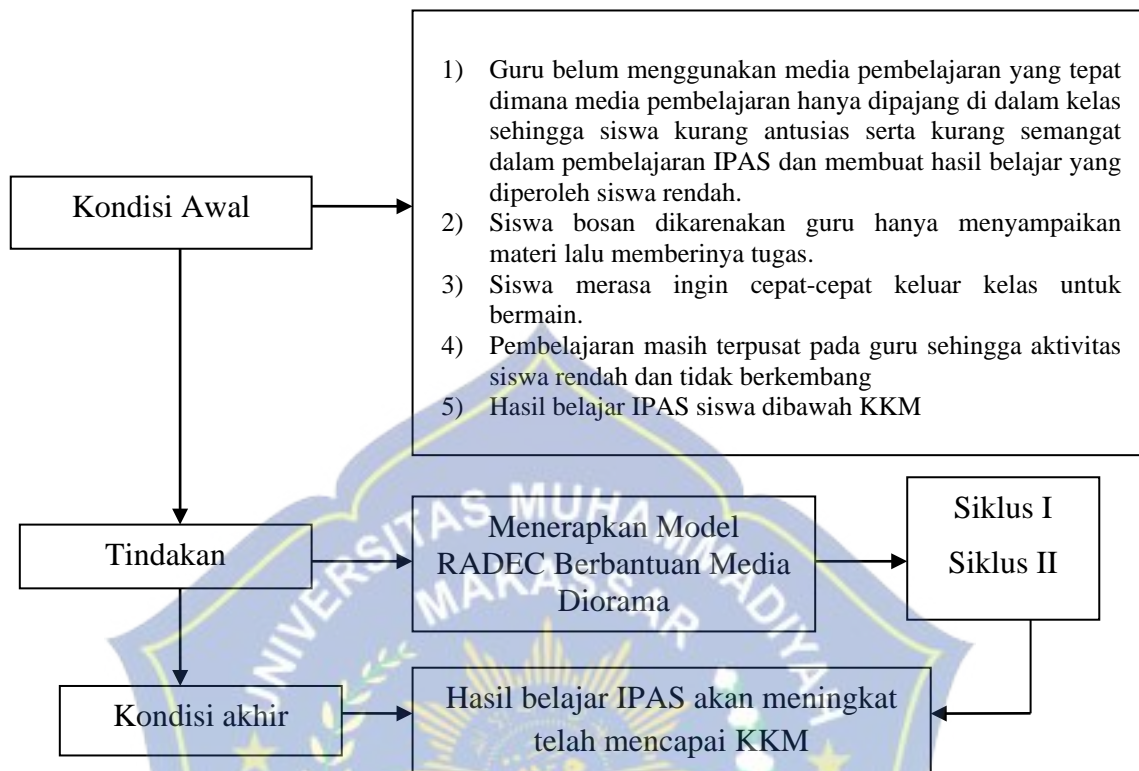 Kondisi Awal
1) Guru belum menggunakan media pembelajaran yang tepat
dimana media pembelajaran hanya dipajang di dalam kelas
sehingga siswa kurang antusias serta kurang semangat
dalam pembelajaran IPAS dan membuat hasil belajar yang
diperoleh siswa rendah.
2) Siswa bosan dikarenakan guru hanya menyampaikan
materi lalu memberinya tugas.
3) Siswa merasa ingin cepat-cepat keluar kelas untuk
bermain.
4) Pembelajaran masih terpusat pada guru sehingga aktivitas
siswa rendah dan tidak berkembang
5) Hasil belajar IPAS siswa dibawah KKM
Tindakan
Menerapkan Model
RADEC Berbantuan Media
Diorama
Siklus I
Siklus II
Kondisi akhir
Hasil belajar IPAS akan meningkat
telah mencapai KKM
UNIVERSITAS MUHAMMADIYAH
MAKASSAR